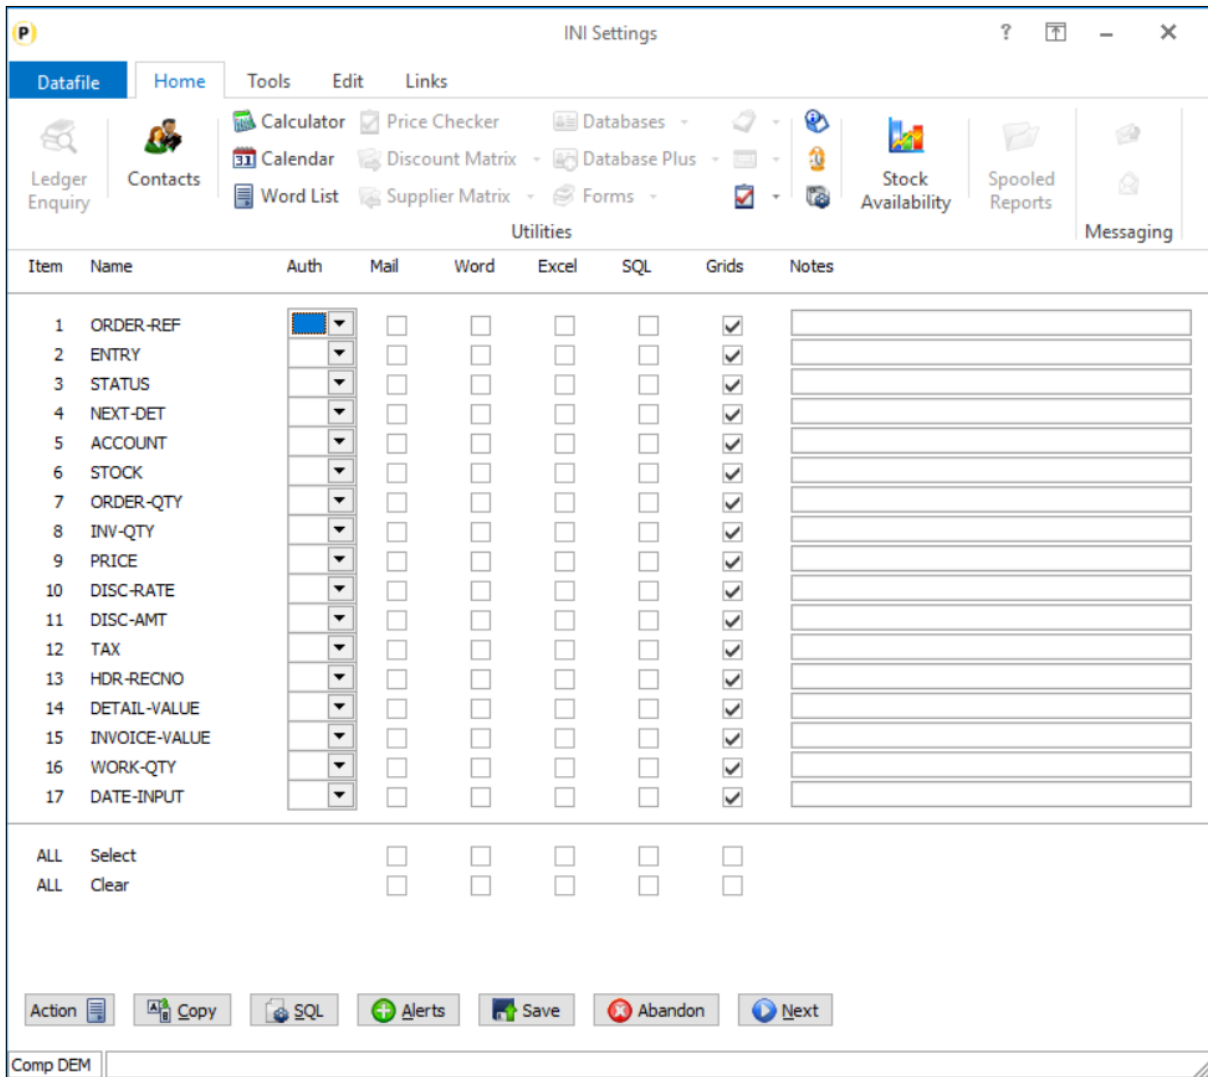 P INI Settings ?
Datafile Home Tools Edit Links
Calculator Price Checker Databases
31 Calendar Discount Matrix Database Plus
Word List Supplier Matrix Forms
Ledger Enquiry Contacts Stock Availability Spooled Reports
Utilities Messaging
Item Name Auth Mail Word Excel SQL Grids Notes
1 ORDER-REF
2 ENTRY
3 STATUS
4 NEXT-DET
5 ACCOUNT
6 STOCK
7 ORDER-QTY
8 INV-QTY
9 PRICE
10 DISC-RATE
11 DISC-AMT
12 TAX
13 HDR-RECNO
14 DETAIL-VALUE
15 INVOICE-VALUE
16 WORK-QTY
17 DATE-INPUT
ALL Select
ALL Clear
Action Copy SQL Alerts Save Abandon Next
Comp DEM